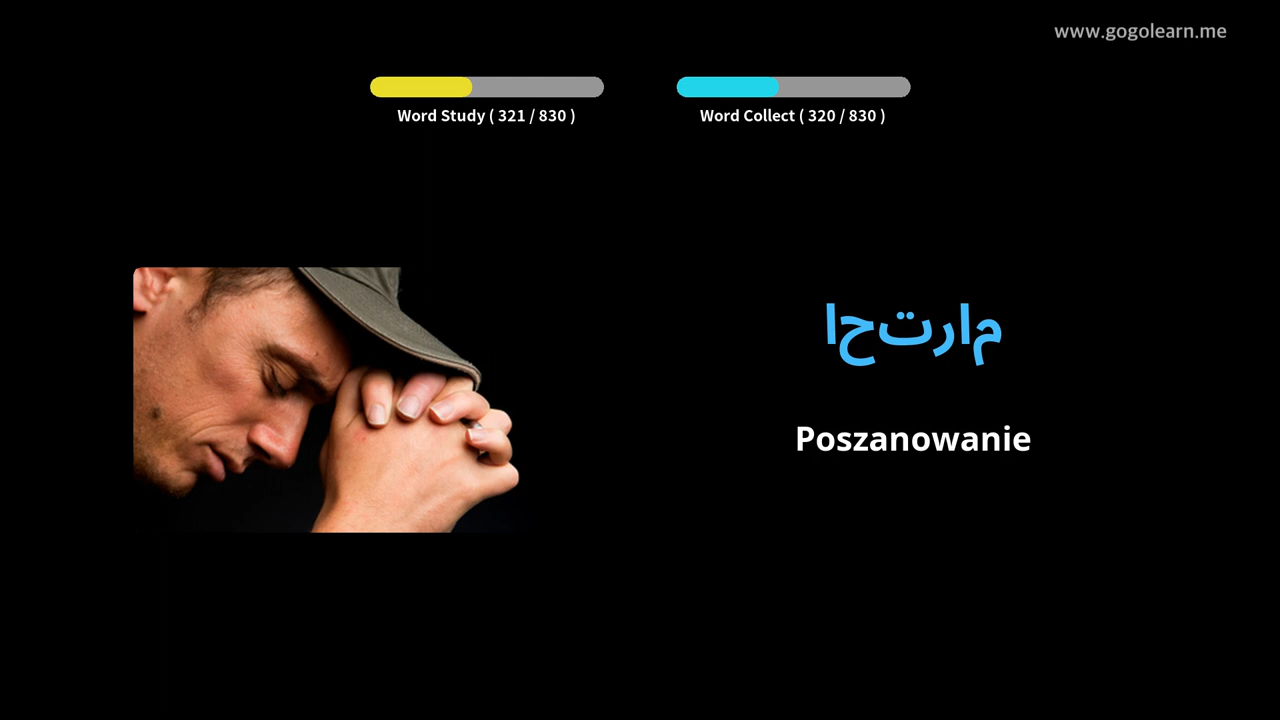 www.gogolearn.me
Word Study ( 321 / 830 )
Word Collect ( 320 / 830 )
احترام
Poszanowanie